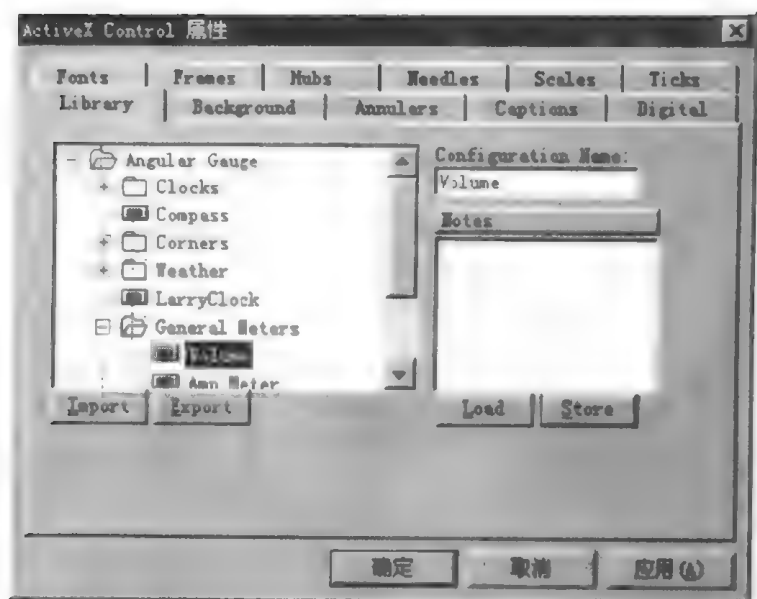 ActiveX Control 属性
Fonts Frames Hubs Needles Scales Ticks
Library Background Annulars Captions Digital
Angular Gauge
Clocks
Compass
Corners
Weather
LarryClock
General Meters
Volume
Amp Meter
Import Export
Configuration Name:
Volume
Notes
Load Store
确定 取消 应用(A)